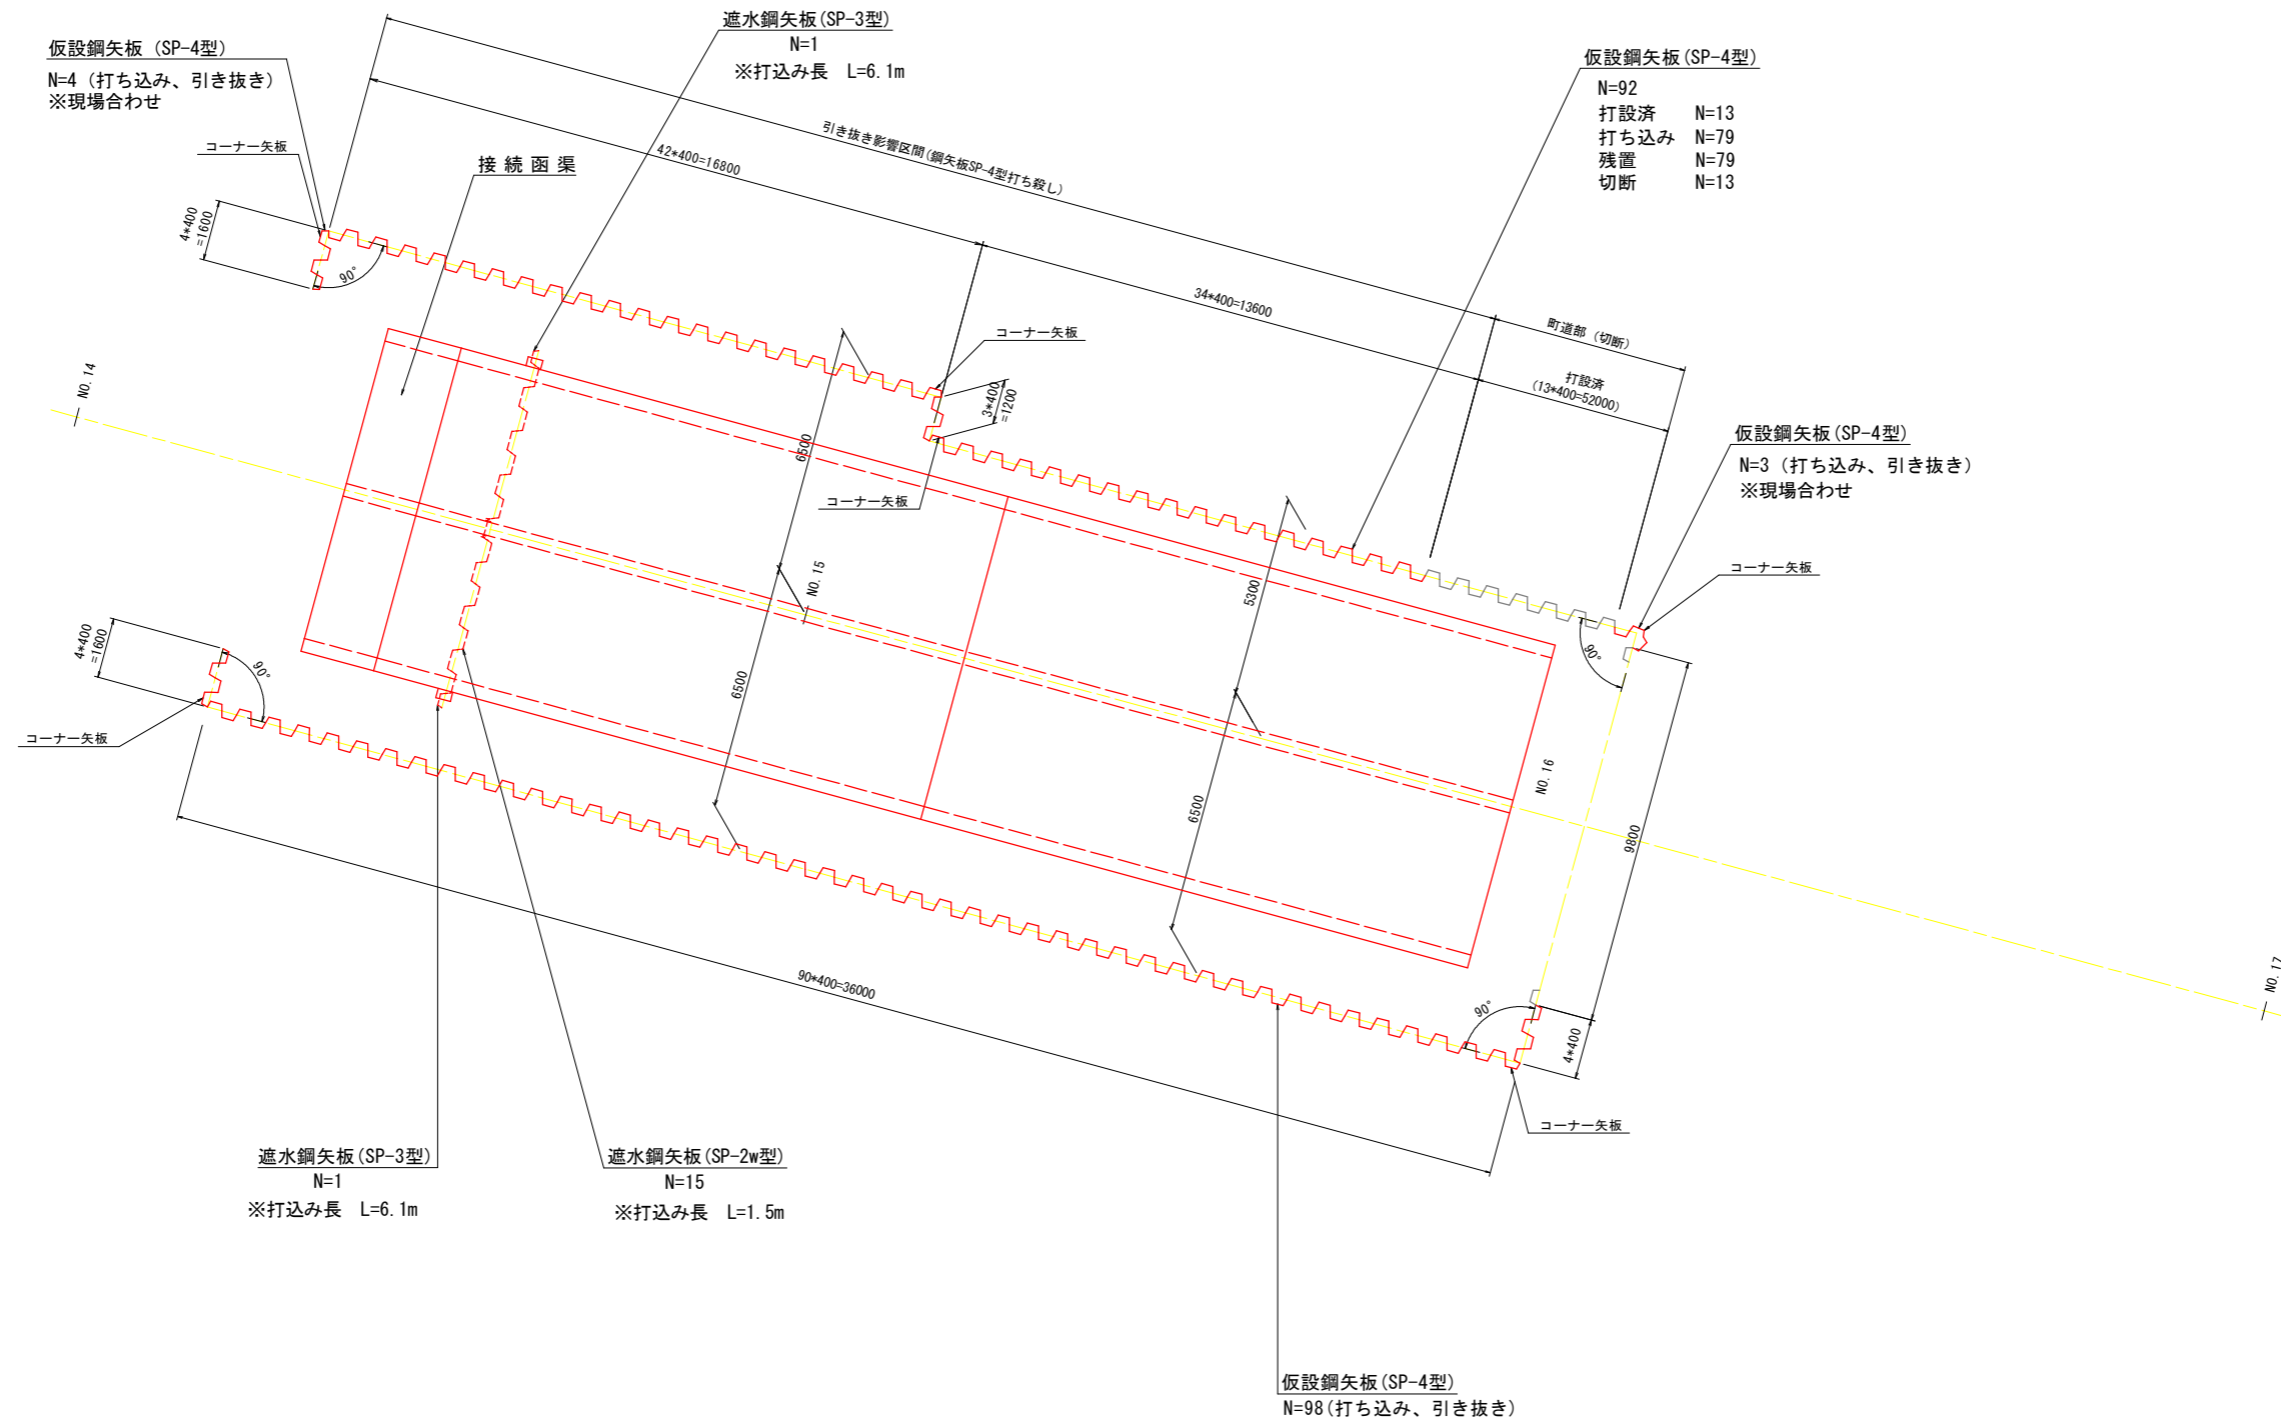 遮水鋼矢板(SP-3型)
N=1
※打込み長 L=6.1m
仮設鋼矢板 (SP-4型)
N=4 (打ち込み、引き抜き)
※現場合わせ
コーナー矢板
接続函渠
引き抜き影響区間(鋼矢板SP-4型打ち殺し)
42*400=16800
仮設鋼矢板(SP-4型)
N=92
打設済 N=13
打ち込み N=79
残置 N=79
切断 N=13
4*400
=1600
90°
34*400=13600
町道部 (切断)
打設済
(13*400=52000)
コーナー矢板
3*400
=1200
コーナー矢板
仮設鋼矢板(SP-4型)
N=3 (打ち込み、引き抜き)
※現場合わせ
コーナー矢板
NO.14
6500
NO.15
5300
90°
4*400
=1600
90°
6500
コーナー矢板
NO.16
6500
9800
90°
4*400
NO.17
90*400=36000
コーナー矢板
遮水鋼矢板(SP-3型)
N=1
※打込み長 L=6.1m
遮水鋼矢板(SP-2w型)
N=15
※打込み長 L=1.5m
仮設鋼矢板(SP-4型)
N=98(打ち込み、引き抜き)